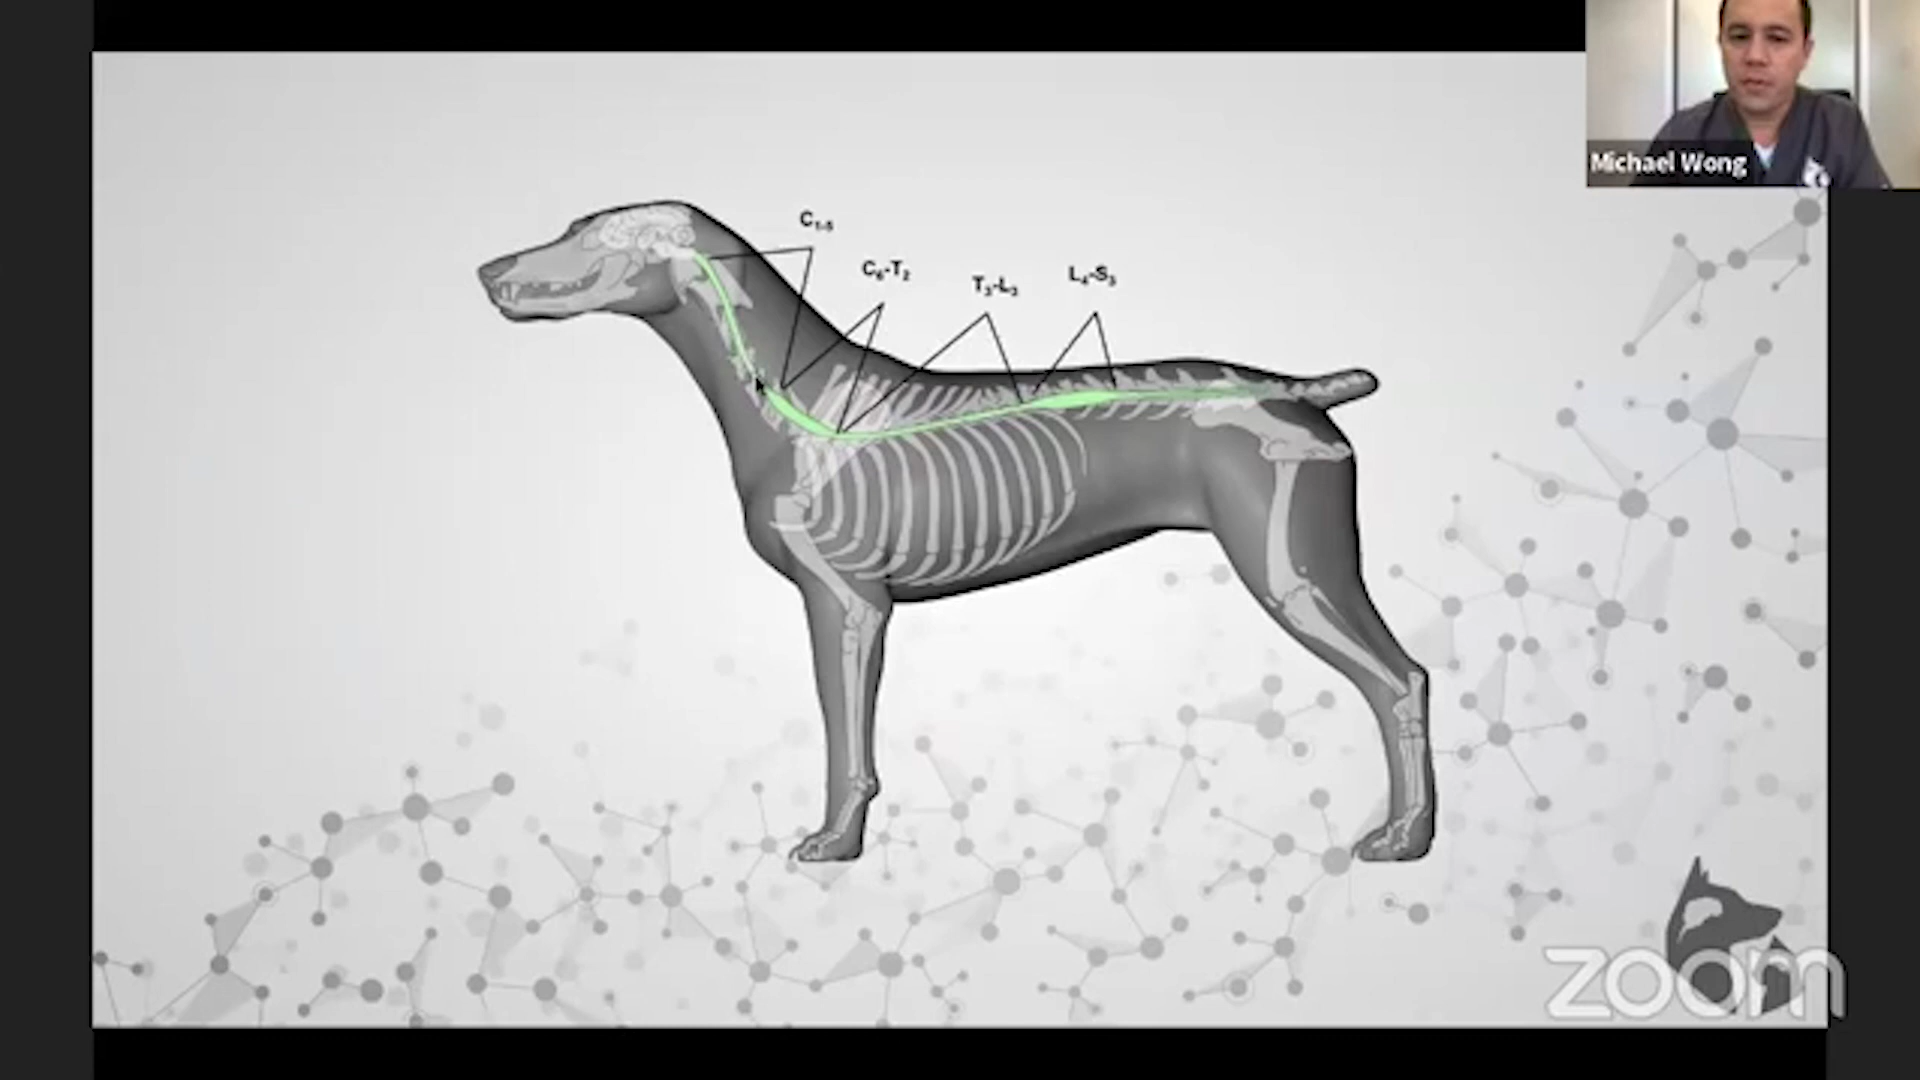 Michael Wong
C₁₋₅
C₆-T₂
T₃-L₃
L₄-S₃
zoom